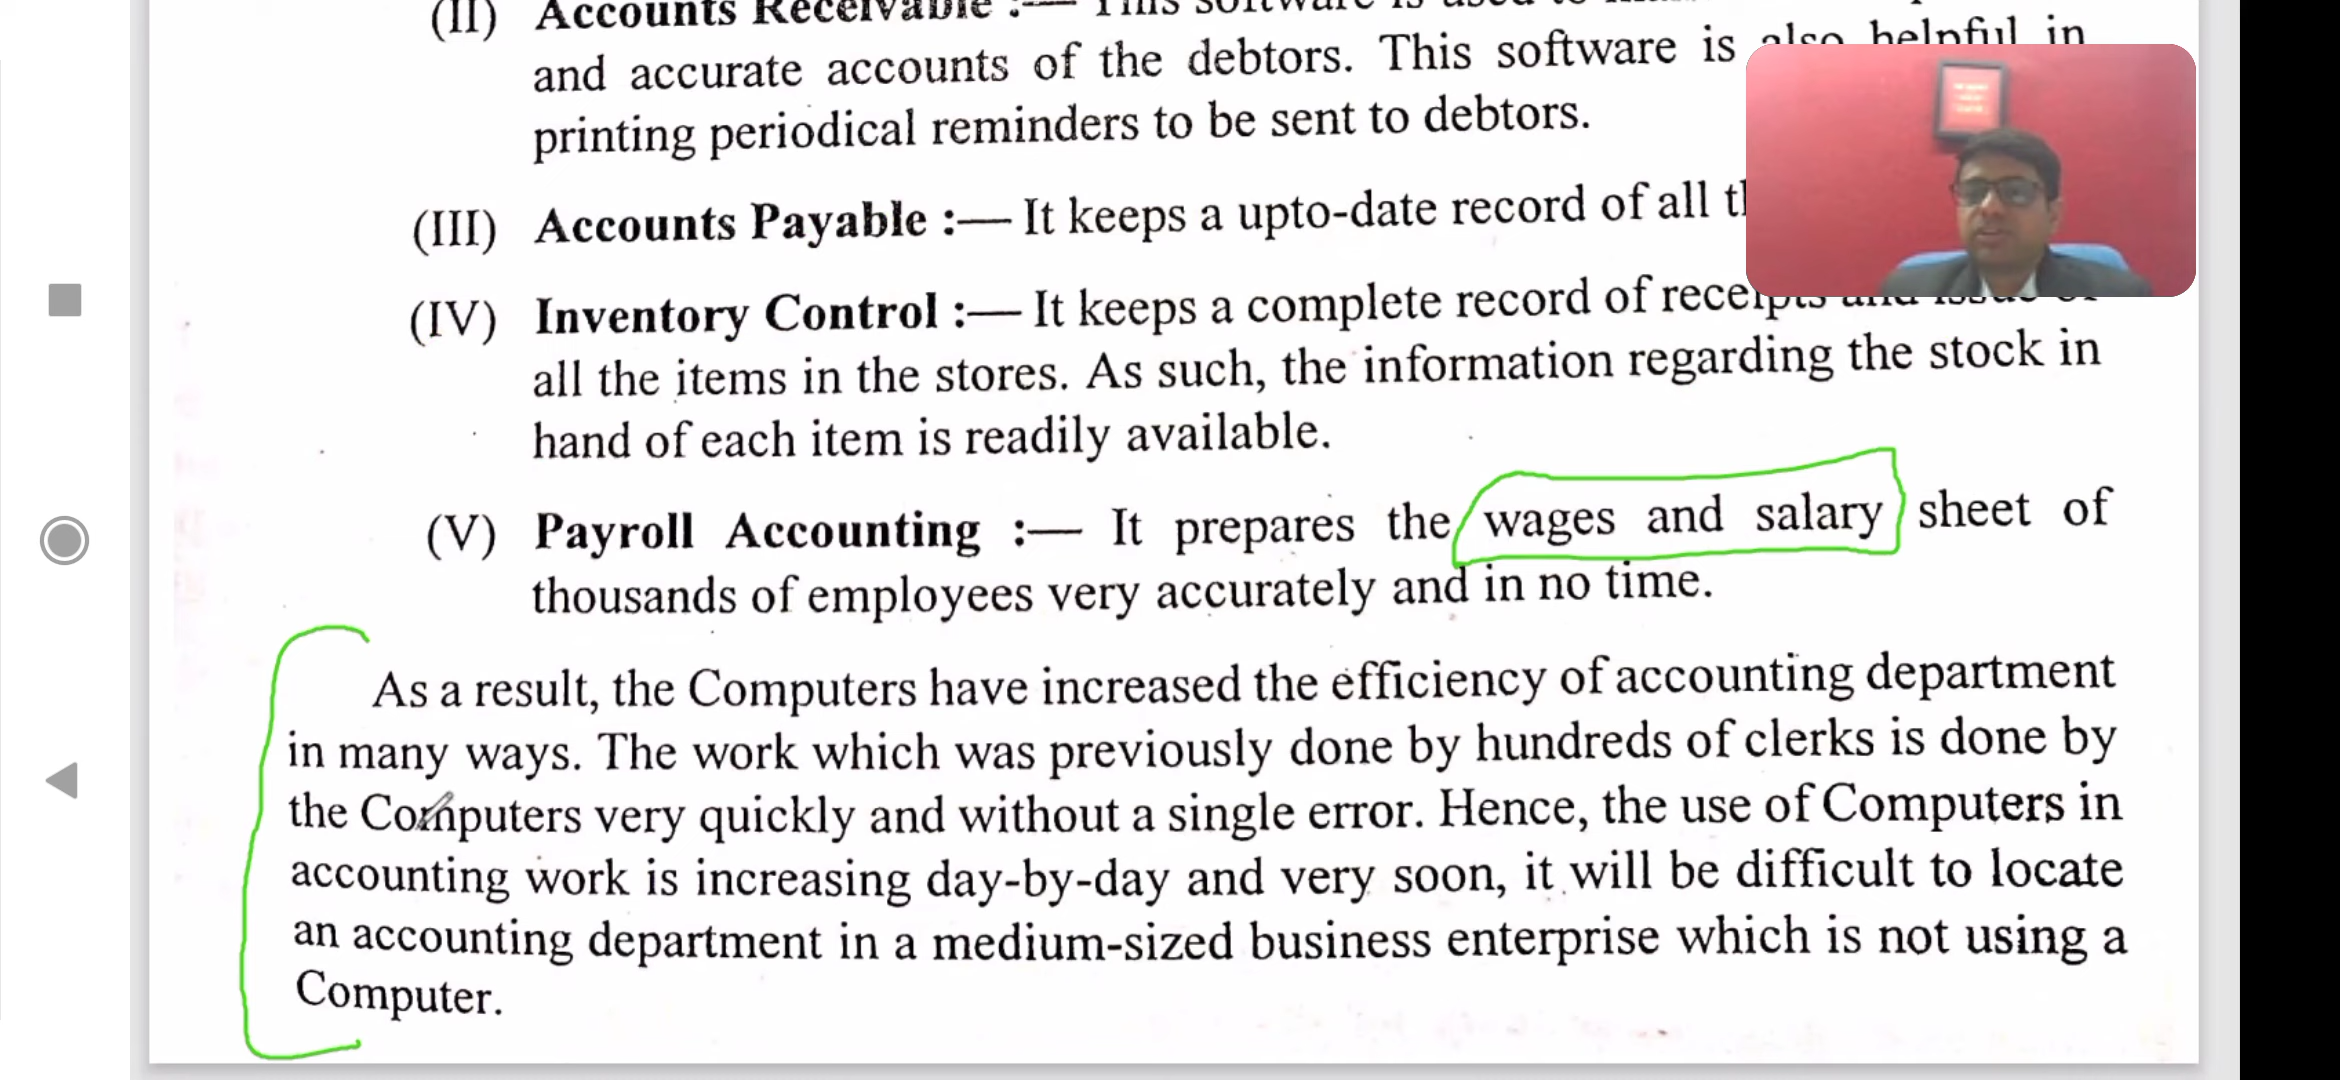 (II) Accounts Receivable :— This software is used to
and accurate accounts of the debtors. This software is also helpful in
printing periodical reminders to be sent to debtors.
(III) Accounts Payable :— It keeps a upto-date record of all
(IV) Inventory Control :— It keeps a complete record of receipts and issue of
all the items in the stores. As such, the information regarding the stock in
hand of each item is readily available.
(V) Payroll Accounting :— It prepares the wages and salary sheet of
thousands of employees very accurately and in no time.
As a result, the Computers have increased the efficiency of accounting department
in many ways. The work which was previously done by hundreds of clerks is done by
the Computers very quickly and without a single error. Hence, the use of Computers in
accounting work is increasing day-by-day and very soon, it will be difficult to locate
an accounting department in a medium-sized business enterprise which is not using a
Computer.